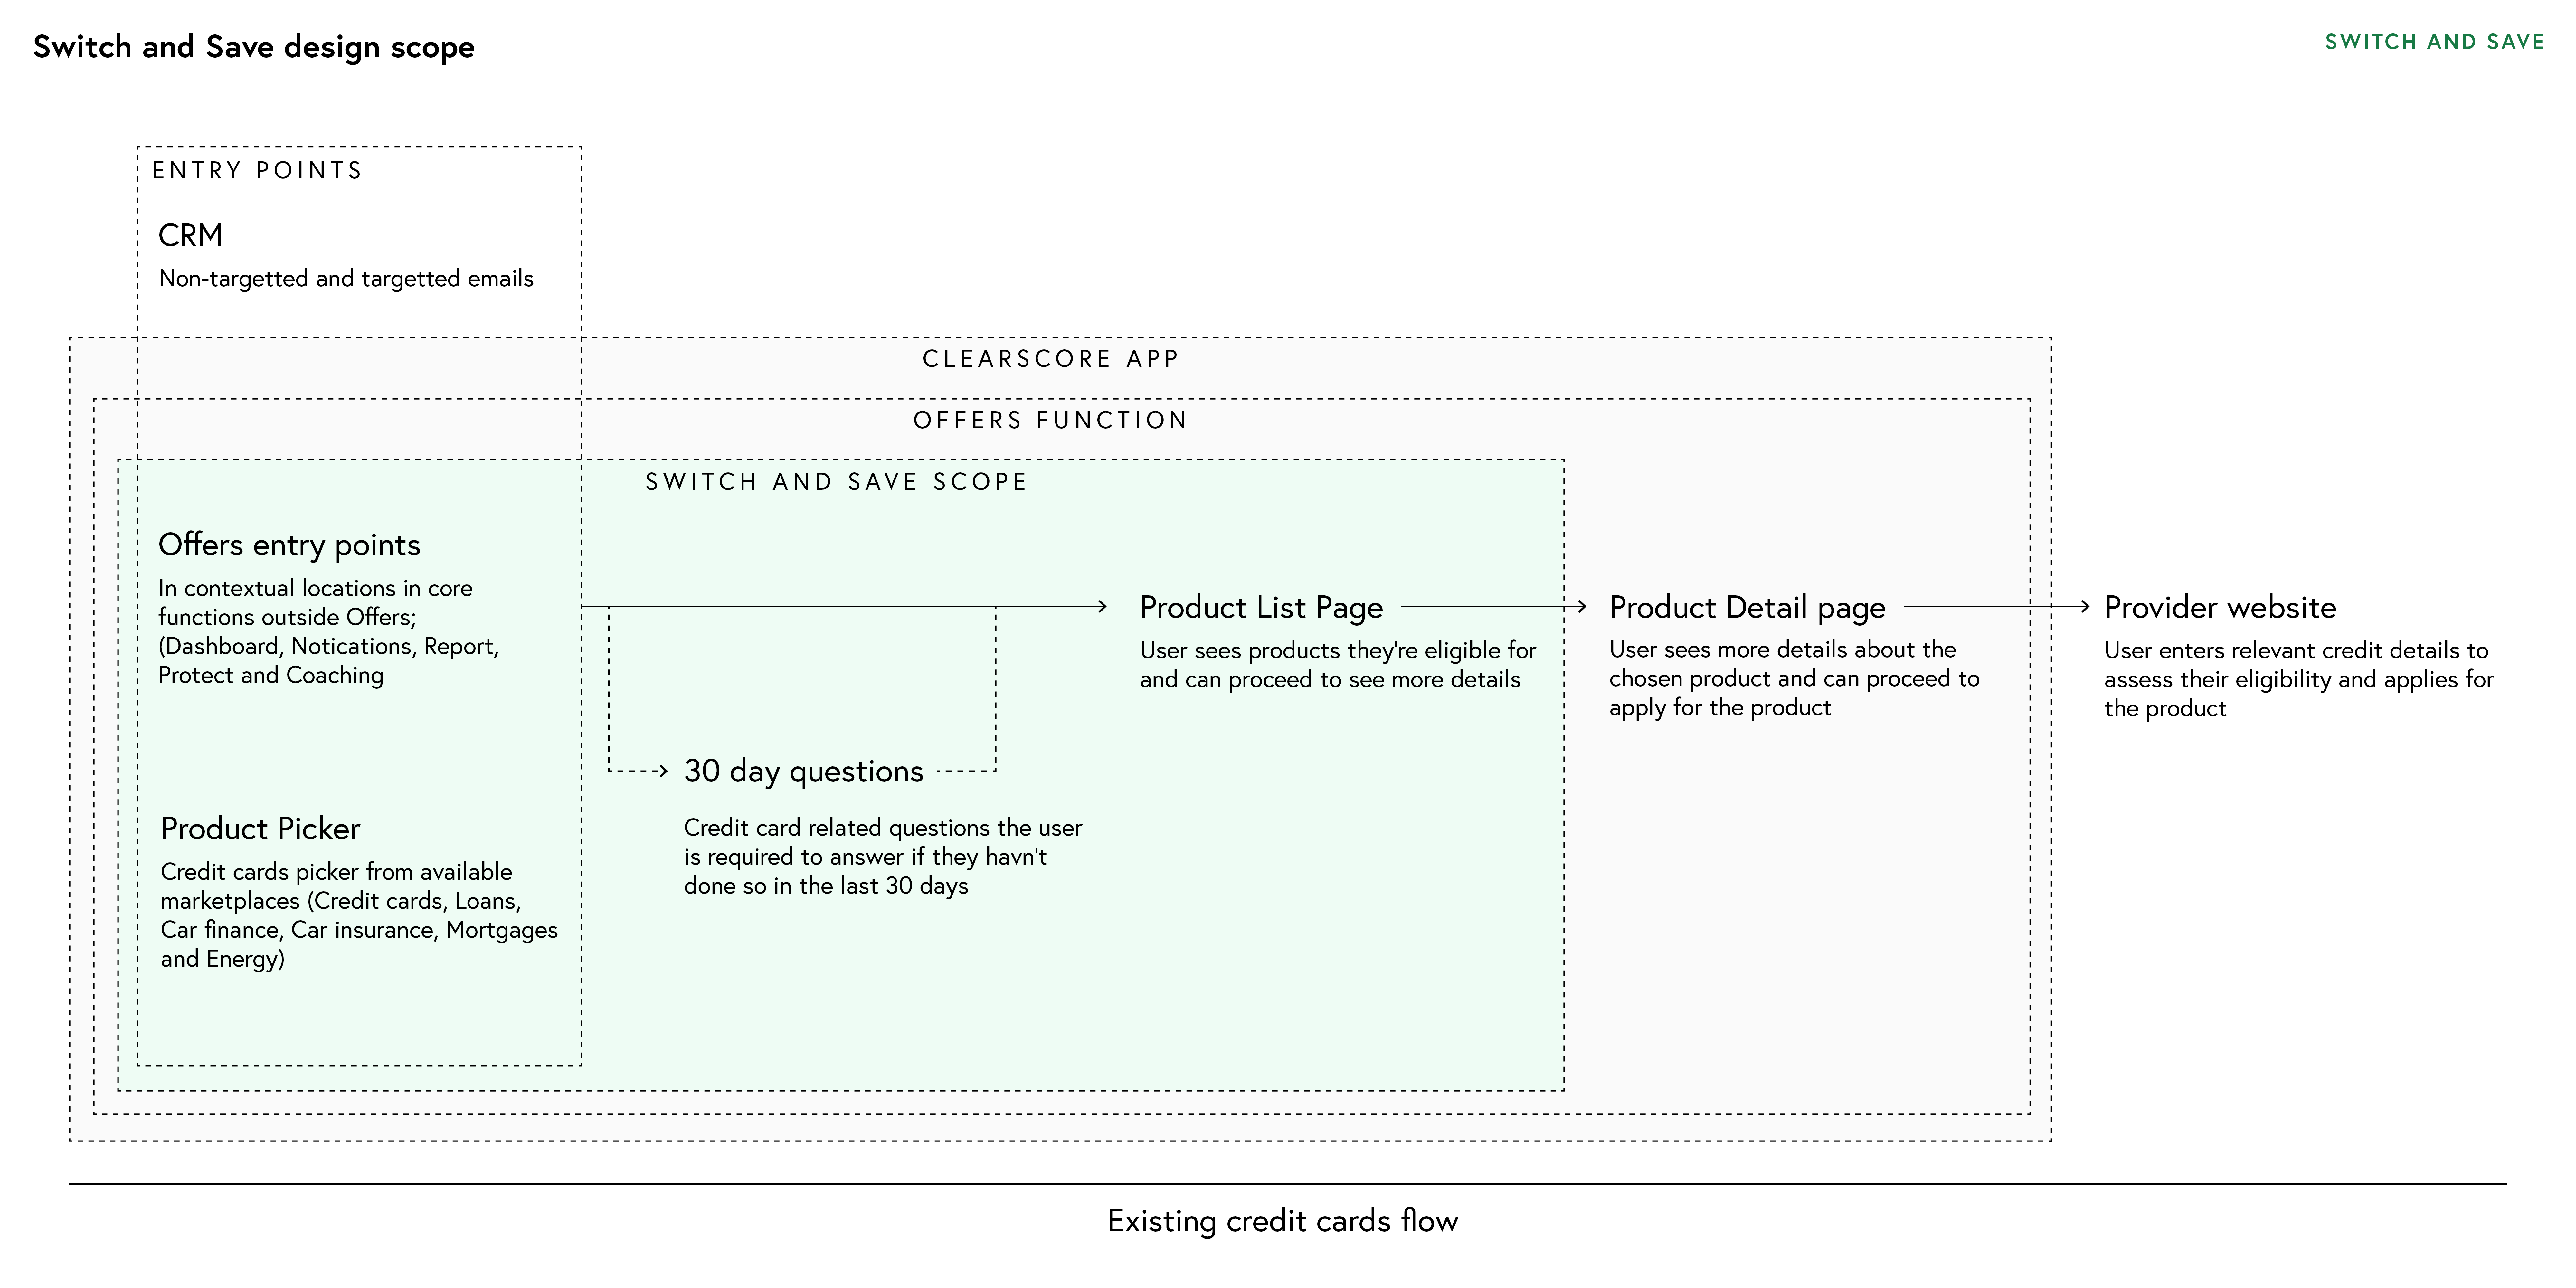 Switch and Save design scope
SWITCH AND SAVE
ENTRY POINTS
CRM
Non-targetted and targetted emails
CLEARSCORE APP
OFFERS FUNCTION
SWITCH AND SAVE SCOPE
Offers entry points
In contextual locations in core
functions outside Offers;
(Dashboard, Notications, Report,
Protect and Coaching
Product Picker
Credit cards picker from available
marketplaces (Credit cards, Loans,
Car finance, Car insurance, Mortgages
and Energy)
30 day questions
Credit card related questions the user
is required to answer if they havn't
done so in the last 30 days
Product List Page
User sees products they're eligible for
and can proceed to see more details
Product Detail page
User sees more details about the
chosen product and can proceed to
apply for the product
Provider website
User enters relevant credit details to
assess their eligibility and applies for
the product
Existing credit cards flow